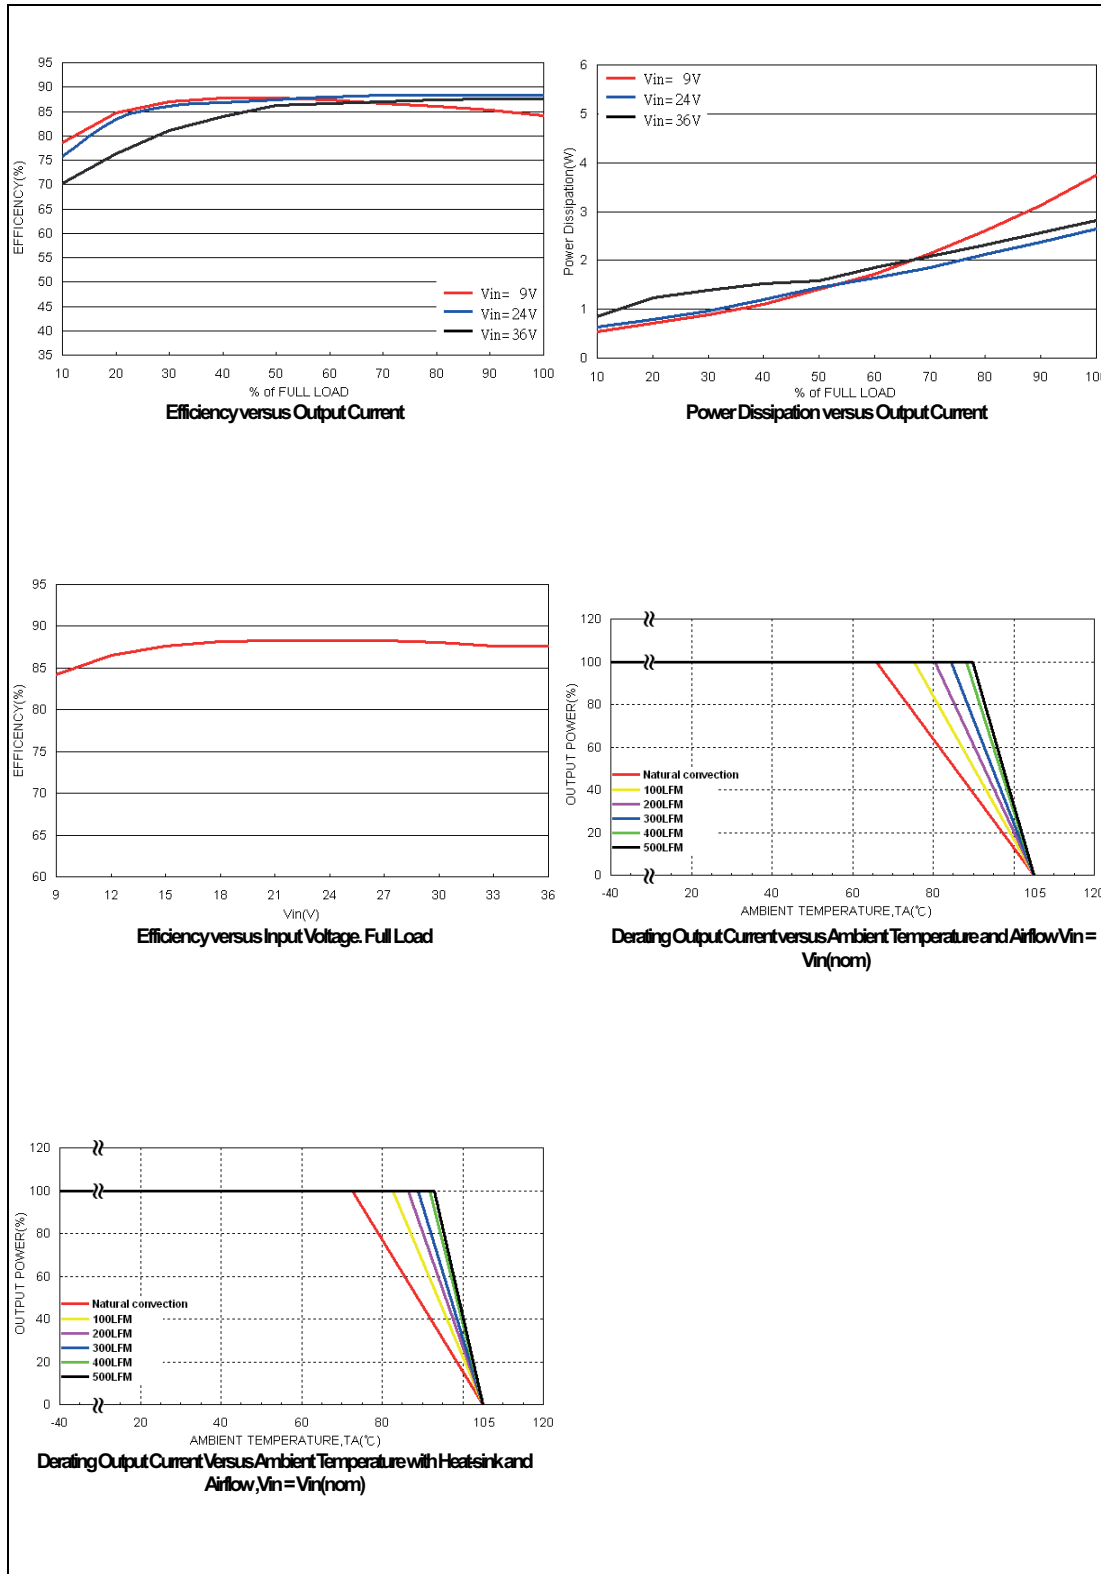 95
90
85
80
75
70
65
60
55
50
45
40
35
EFFICENCY(%)
Vin= 9V
Vin=24V
Vin=36V
10 20 30 40 50 60 70 80 90 100
% of FULL LOAD
Efficiency versus Output Current
6
5
4
3
2
1
0
Power Dissipation(W)
Vin= 9V
Vin=24V
Vin=36V
10 20 30 40 50 60 70 80 90 100
% of FULL LOAD
Power Dissipation versus Output Current
95
90
85
80
75
70
65
60
EFFICENCY(%)
9 12 15 18 21 24 27 30 33 36
Vin(V)
Efficiency versus Input Voltage. Full Load
120
100
80
60
40
20
0
OUTPUT POWER(%)
Natural convection
100LFM
200LFM
300LFM
400LFM
500LFM
-40 20 40 60 80 105 120
AMBIENT TEMPERATURE,TA(℃)
Derating Output Current versus Ambient Temperature and Airflow Vin =
Vin(nom)
120
100
80
60
40
20
0
OUTPUT POWER(%)
Natural convection
100LFM
200LFM
300LFM
400LFM
500LFM
-40 20 40 60 80 105 120
AMBIENT TEMPERATURE,TA(℃)
Derating Output Current Versus Ambient Temperature with Heat-sink and
Airflow,Vin = Vin(nom)